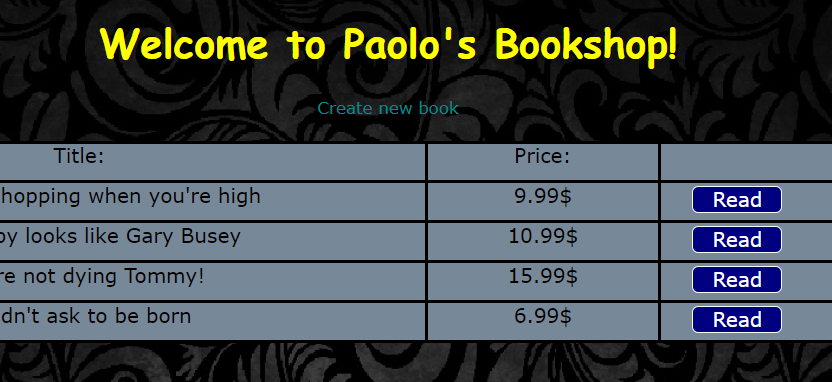 Welcome to Paolo's Bookshop!
Create new book
Title: Price:
hopping when you're high 9.99$ Read
by looks like Gary Busey 10.99$ Read
re not dying Tommy! 15.99$ Read
dn't ask to be born 6.99$ Read